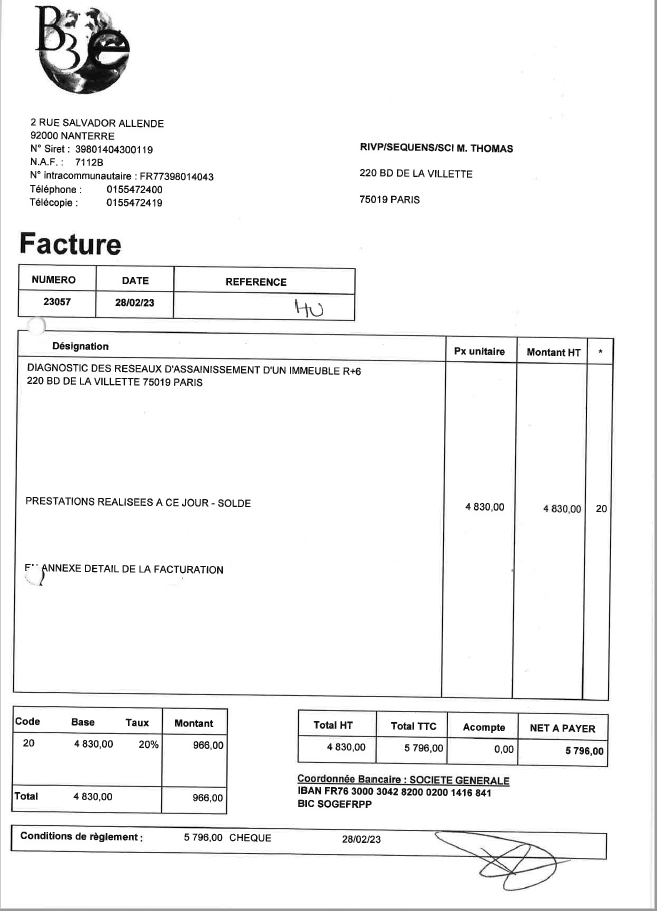 B3e
2 RUE SALVADOR ALLENDE
92000 NANTERRE
N° Siret : 39801404300119
N.A.F. : 7112B
N° intracommunautaire : FR77398014043
Téléphone : 0155472400
Télécopie : 0155472419
RIVP/SEQUENS/SCI M. THOMAS
220 BD DE LA VILLETTE
75019 PARIS
Facture
NUMERO DATE REFERENCE
23057 28/02/23
Désignation Px unitaire Montant HT *
DIAGNOSTIC DES RESEAUX D'ASSAINISSEMENT D'UN IMMEUBLE R+6
220 BD DE LA VILLETTE 75019 PARIS
PRESTATIONS REALISEES A CE JOUR - SOLDE 4 830,00 4 830,00 20
ANNEXE DETAIL DE LA FACTURATION
Code Base Taux Montant
20 4 830,00 20% 966,00
Total 4 830,00 966,00
Total HT Total TTC Acompte NET A PAYER
4 830,00 5 796,00 0,00 5 796,00
Coordonnée Bancaire : SOCIETE GENERALE
IBAN FR76 3000 3042 8200 0200 1416 841
BIC SOGEFRPP
Conditions de règlement : 5 796,00 CHEQUE 28/02/23